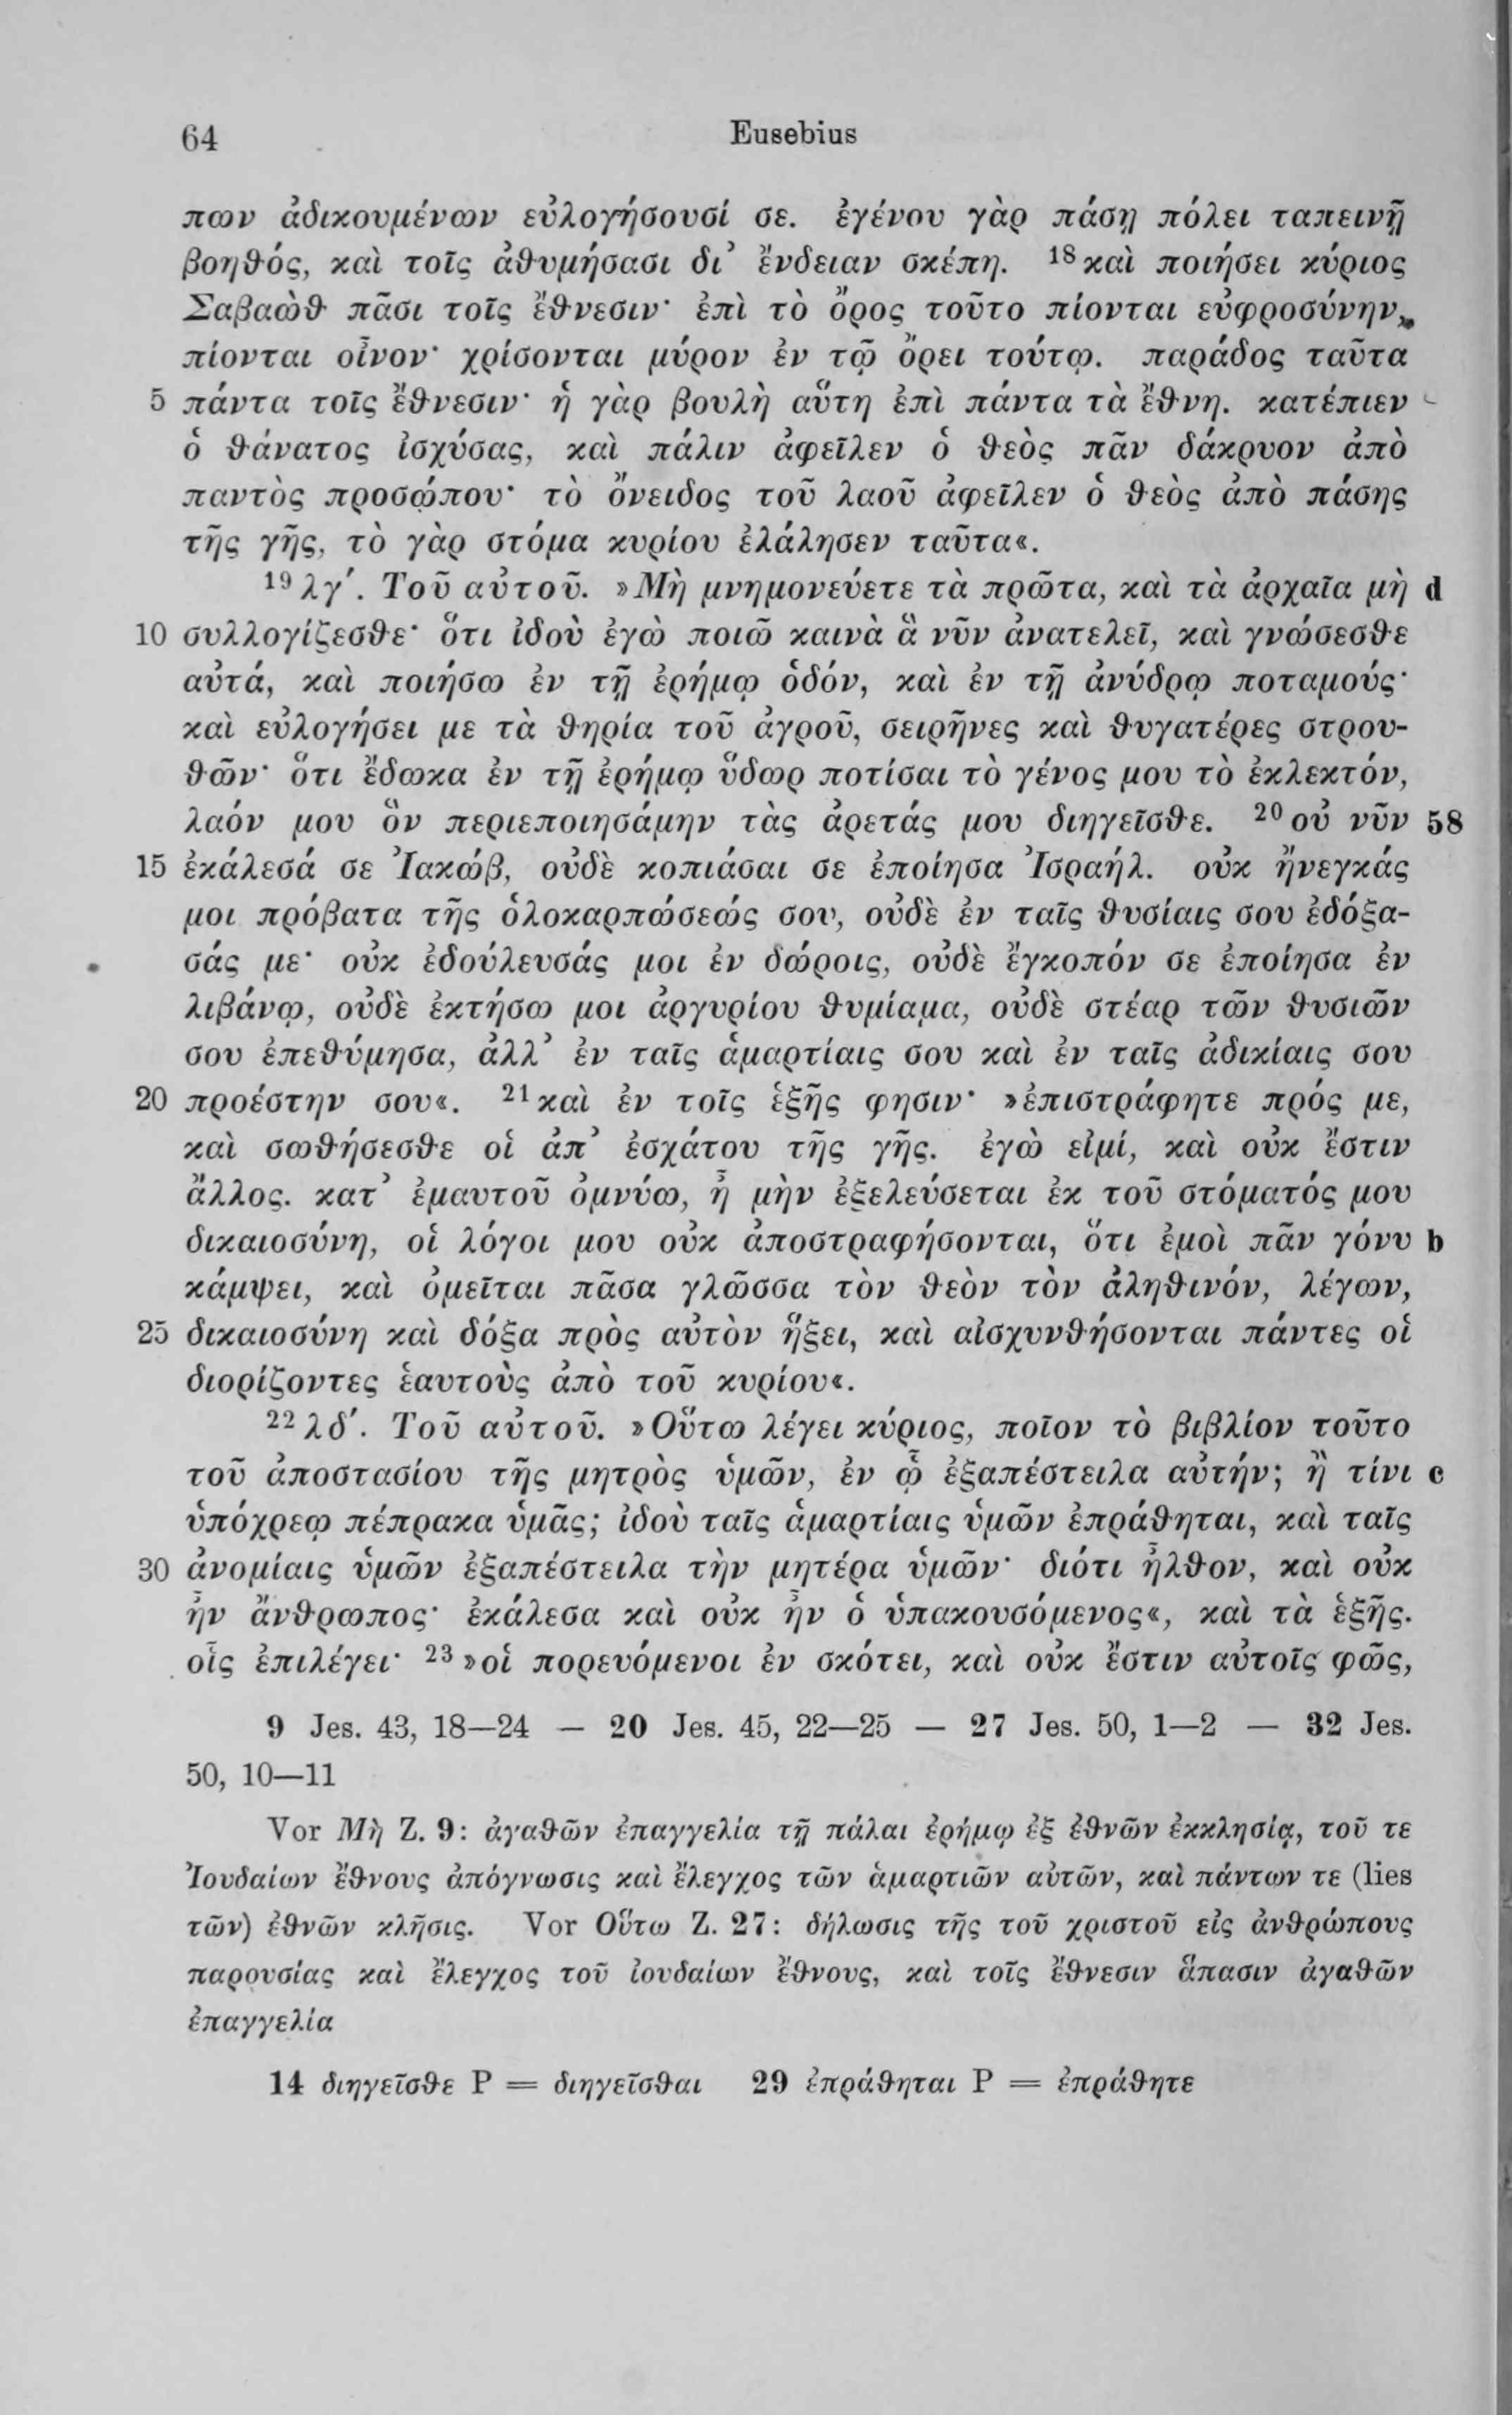 64 Eusebius
πων ἀδικουμένων εὐλογήσουσί σε. ἐγένου γὰρ πάσῃ πόλει ταπεινῇ
βοηθός, καὶ τοῖς ἀθυμήσασι δι’ ἔνδειαν σκέπη. ¹⁸καὶ ποιήσει κύριος
Σαβαὼθ πᾶσι τοῖς ἔθνεσιν· ἐπὶ τὸ ὄρος τοῦτο πίονται εὐφροσύνην,
πίονται οἶνον· χρίσονται μύρον ἐν τῷ ὄρει τούτῳ. παράδος ταῦτα
5 πάντα τοῖς ἔθνεσιν· ἡ γὰρ βουλὴ αὕτη ἐπὶ πάντα τὰ ἔθνη. κατέπιεν
ὁ θάνατος ἰσχύσας, καὶ πάλιν ἀφεῖλεν ὁ θεὸς πᾶν δάκρυον ἀπὸ
παντὸς προσώπου· τὸ ὄνειδος τοῦ λαοῦ ἀφεῖλεν ὁ θεὸς ἀπὸ πάσης
τῆς γῆς, τὸ γὰρ στόμα κυρίου ἐλάλησεν ταῦτα«.
¹⁹λγ΄. Τοῦ αὐτοῦ. »Μὴ μνημονεύετε τὰ πρῶτα, καὶ τὰ ἀρχαῖα μὴ d
10 συλλογίζεσθε· ὅτι ἰδοὺ ἐγὼ ποιῶ καινὰ ἃ νῦν ἀνατελεῖ, καὶ γνώσεσθε
αὐτά, καὶ ποιήσω ἐν τῇ ἐρήμῳ ὁδόν, καὶ ἐν τῇ ἀνύδρῳ ποταμούς·
καὶ εὐλογήσει με τὰ θηρία τοῦ ἀγροῦ, σειρῆνες καὶ θυγατέρες στρου-
θῶν· ὅτι ἔδωκα ἐν τῇ ἐρήμῳ ὕδωρ ποτίσαι τὸ γένος μου τὸ ἐκλεκτόν,
λαόν μου ὃν περιεποιησάμην τὰς ἀρετάς μου διηγεῖσθε. ²⁰οὐ νῦν 58
15 ἐκάλεσά σε Ἰακώβ, οὐδὲ κοπιάσαι σε ἐποίησα Ἰσραήλ. οὐκ ἤνεγκάς
μοι πρόβατα τῆς ὁλοκαρπώσεώς σου, οὐδὲ ἐν ταῖς θυσίαις σου ἐδόξα-
σάς με· οὐκ ἐδούλευσάς μοι ἐν δώροις, οὐδὲ ἔγκοπόν σε ἐποίησα ἐν
λιβάνῳ, οὐδὲ ἐκτήσω μοι ἀργυρίου θυμίαμα, οὐδὲ στέαρ τῶν θυσιῶν
σου ἐπεθύμησα, ἀλλ’ ἐν ταῖς ἁμαρτίαις σου καὶ ἐν ταῖς ἀδικίαις σου
20 προέστην σου«. ²¹καὶ ἐν τοῖς ἑξῆς φησιν· »ἐπιστράφητε πρός με,
καὶ σωθήσεσθε οἱ ἀπ’ ἐσχάτου τῆς γῆς. ἐγὼ εἰμί, καὶ οὐκ ἔστιν
ἄλλος. κατ’ ἐμαυτοῦ ὀμνύω, ἦ μὴν ἐξελεύσεται ἐκ τοῦ στόματός μου
δικαιοσύνη, οἱ λόγοι μου οὐκ ἀποστραφήσονται, ὅτι ἐμοὶ πᾶν γόνυ b
κάμψει, καὶ ὀμεῖται πᾶσα γλῶσσα τὸν θεὸν τὸν ἀληθινόν, λέγων,
25 δικαιοσύνη καὶ δόξα πρὸς αὐτὸν ἥξει, καὶ αἰσχυνθήσονται πάντες οἱ
διορίζοντες ἑαυτοὺς ἀπὸ τοῦ κυρίου«.
²²λδ΄. Τοῦ αὐτοῦ. »Οὕτω λέγει κύριος, ποῖον τὸ βιβλίον τοῦτο
τοῦ ἀποστασίου τῆς μητρὸς ὑμῶν, ἐν ᾧ ἐξαπέστειλα αὐτήν; ἢ τίνι c
ὑπόχρεῳ πέπρακα ὑμᾶς; ἰδοὺ ταῖς ἁμαρτίαις ὑμῶν ἐπράθηται, καὶ ταῖς
30 ἀνομίαις ὑμῶν ἐξαπέστειλα τὴν μητέρα ὑμῶν· διότι ἦλθον, καὶ οὐκ
ἦν ἄνθρωπος· ἐκάλεσα καὶ οὐκ ἦν ὁ ὑπακουσόμενος«, καὶ τὰ ἑξῆς.
οἷς ἐπιλέγει· ²³»οἱ πορευόμενοι ἐν σκότει, καὶ οὐκ ἔστιν αὐτοῖς φῶς,
9 Jes. 43, 18—24 — 20 Jes. 45, 22—25 — 27 Jes. 50, 1—2 — 32 Jes.
50, 10—11
Vor Μὴ Z. 9: ἀγαθῶν ἐπαγγελία τῇ πάλαι ἐρήμῳ ἐξ ἐθνῶν ἐκκλησίᾳ, τοῦ τε
Ἰουδαίων ἔθνους ἀπόγνωσις καὶ ἔλεγχος τῶν ἁμαρτιῶν αὐτῶν, καὶ πάντων τε (lies
τῶν) ἐθνῶν κλῆσις. Vor Οὕτω Z. 27: δήλωσις τῆς τοῦ χριστοῦ εἰς ἀνθρώπους
παρουσίας καὶ ἔλεγχος τοῦ ἰουδαίων ἔθνους, καὶ τοῖς ἔθνεσιν ἅπασιν ἀγαθῶν
ἐπαγγελία
14 διηγεῖσθε P = διηγεῖσθαι 29 ἐπράθηται P = ἐπράθητε